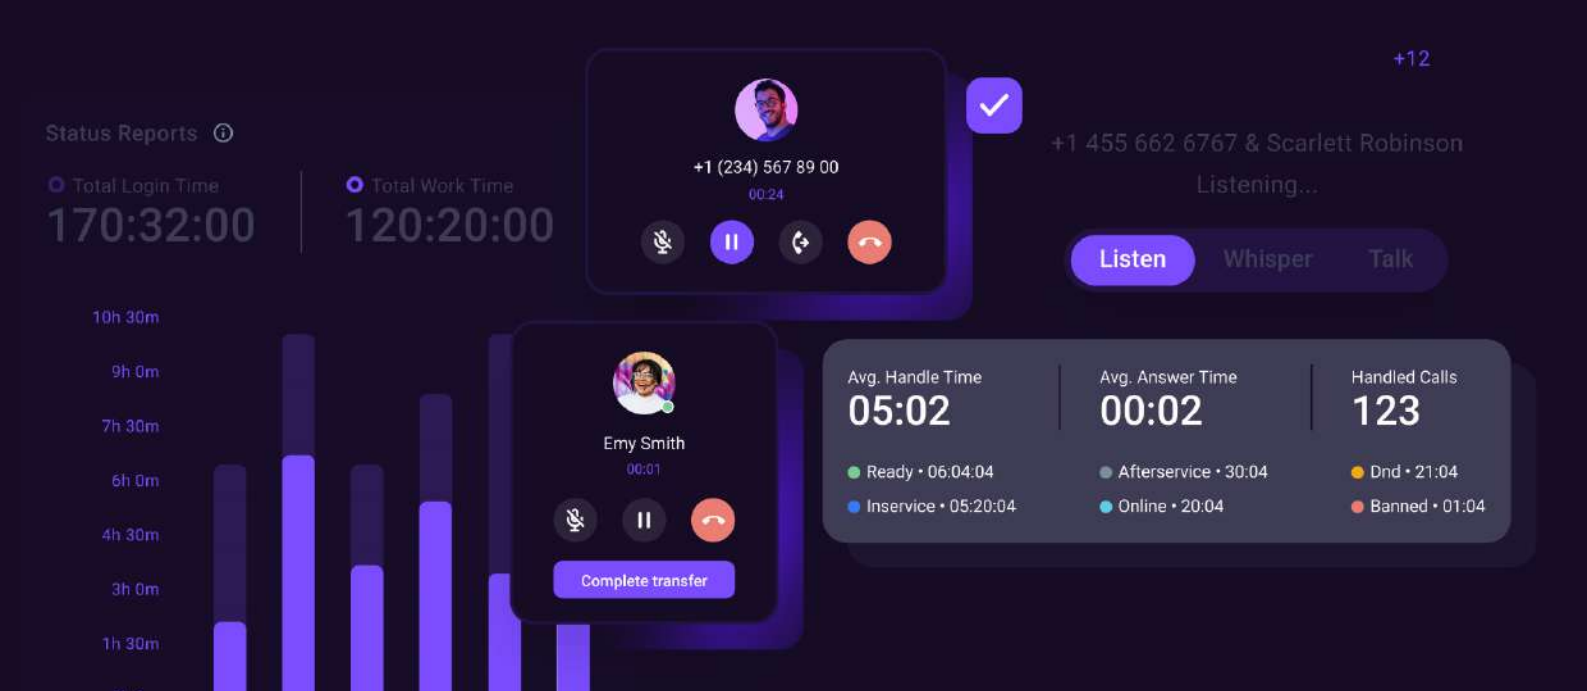 Status Reports
Total Login Time
170:32:00
Total Work Time
120:20:00
10h 30m
9h 0m
7h 30m
6h 0m
4h 30m
3h 0m
1h 30m
+1 (234) 567 89 00
00:24
Emy Smith
00:01
Complete transfer
+12
+1 455 662 6767 & Scarlett Robinson
Listening...
Listen Whisper Talk
Avg. Handle Time
05:02
Avg. Answer Time
00:02
Handled Calls
123
Ready • 06:04:04
Afterservice • 30:04
Dnd • 21:04
Inservice • 05:20:04
Online • 20:04
Banned • 01:04